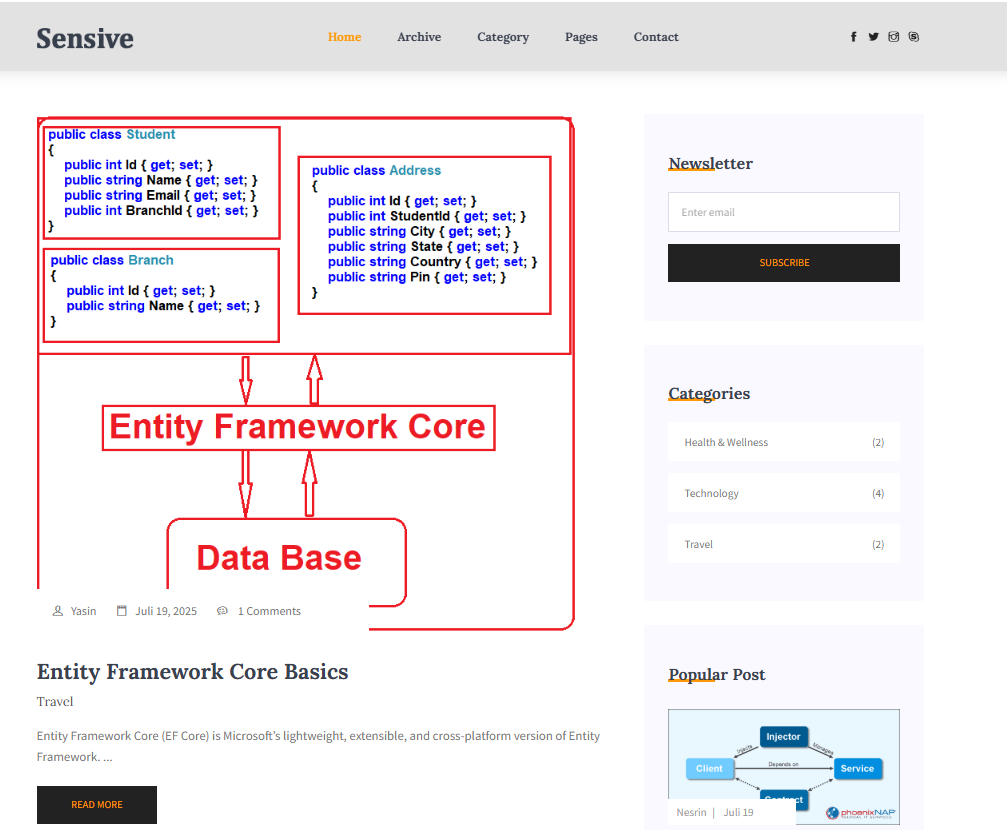 Sensive
Home Archive Category Pages Contact
public class Student
{
public int Id { get; set; }
public string Name { get; set; }
public string Email { get; set; }
public int BranchId { get; set; }
}
public class Branch
{
public int Id { get; set; }
public string Name { get; set; }
}
public class Address
{
public int Id { get; set; }
public int StudentId { get; set; }
public string City { get; set; }
public string State { get; set; }
public string Country { get; set; }
public string Pin { get; set; }
}
Entity Framework Core
Data Base
Yasin Juli 19, 2025 1 Comments
Entity Framework Core Basics
Travel
Entity Framework Core (EF Core) is Microsoft's lightweight, extensible, and cross-platform version of Entity
Framework. ...
READ MORE
Newsletter
Enter email
SUBSCRIBE
Categories
Health & Wellness (2)
Technology (4)
Travel (2)
Popular Post
Injector
Injects
Manages
Client
Depends on
Service
phoenixNAP
Nesrin | Juli 19